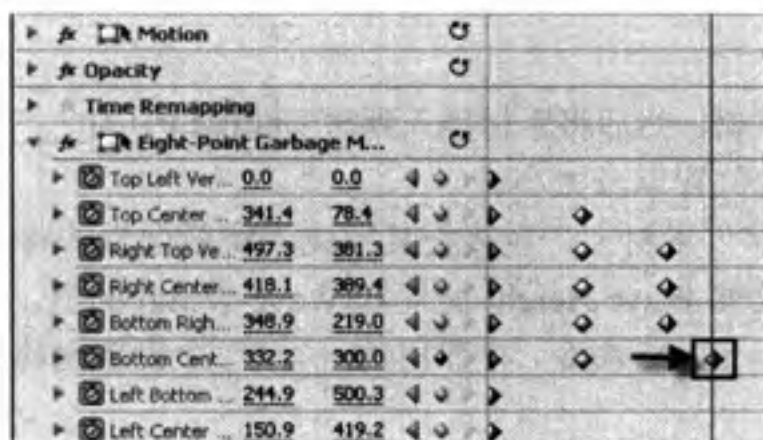 fx Motion
fx Opacity
Time Remapping
fx Eight-Point Garbage M...
Top Left Ver... 0.0 0.0
Top Center ... 341.4 78.4
Right Top Ve... 497.3 381.3
Right Center... 418.1 389.4
Bottom Righ... 348.9 219.0
Bottom Cent... 332.2 300.0
Left Bottom ... 244.9 500.3
Left Center ... 150.9 419.2